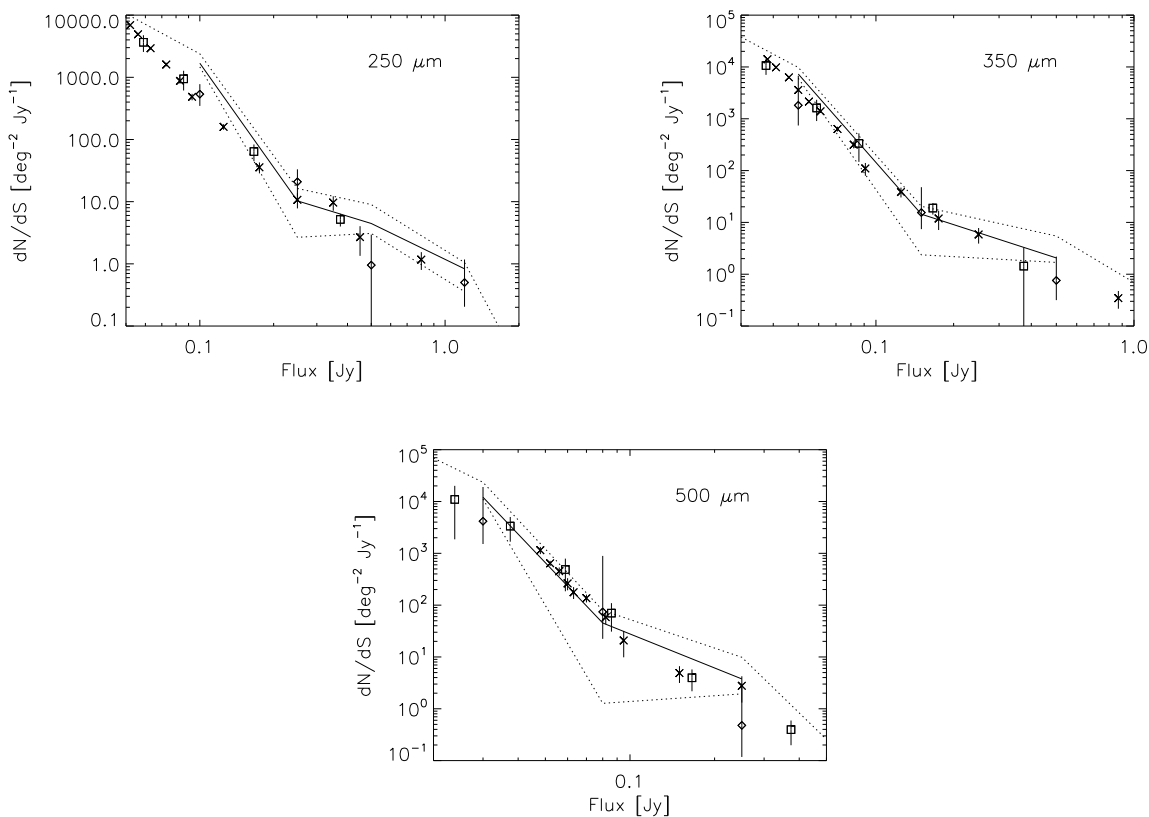 250 μm
10000.0
1000.0
100.0
10.0
1.0
0.1
dN/dS [deg⁻² Jy⁻¹]
0.1 1.0
Flux [Jy]
350 μm
10⁵
10⁴
10³
10²
10¹
10⁰
10⁻¹
dN/dS [deg⁻² Jy⁻¹]
0.1 1.0
Flux [Jy]
500 μm
10⁵
10⁴
10³
10²
10¹
10⁰
10⁻¹
dN/dS [deg⁻² Jy⁻¹]
0.1
Flux [Jy]